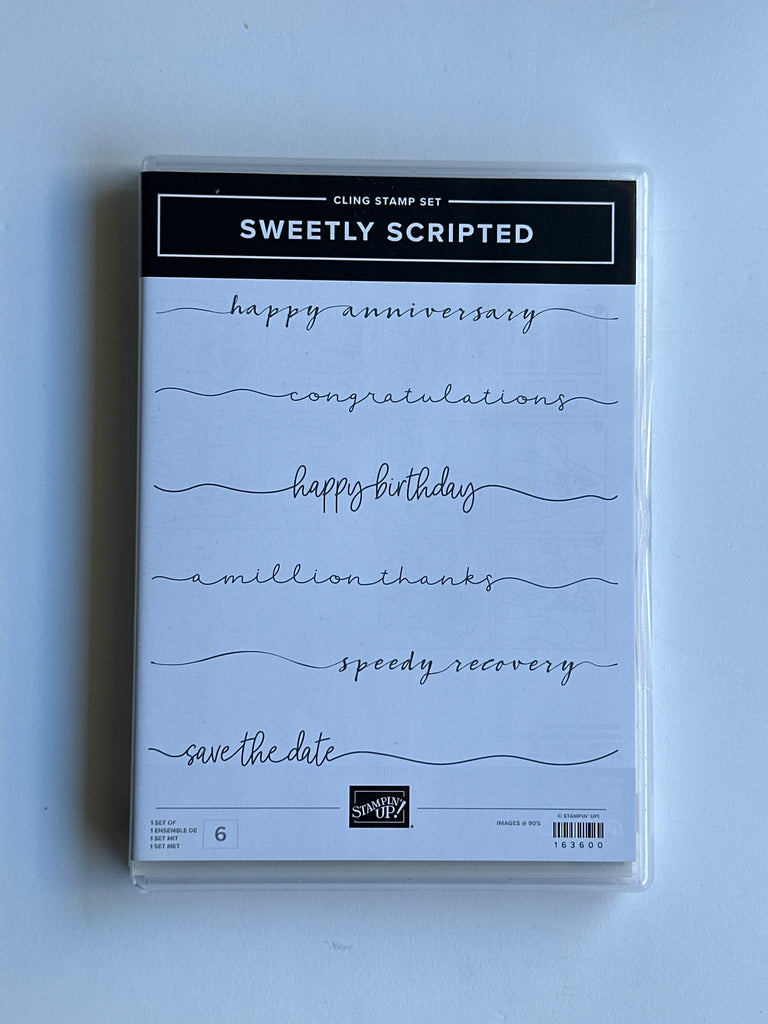 CLING STAMP SET
SWEETLY SCRIPTED
happy anniversary
congratulations
happy birthday
a million thanks
speedy recovery
save the date
1 SET OF
1 ENSEMBLE DE
1 SET MIT
1 SET MET
6
STAMPIN'
UP!
®
IMAGES @ 90%
© STAMPIN' UP!
163600